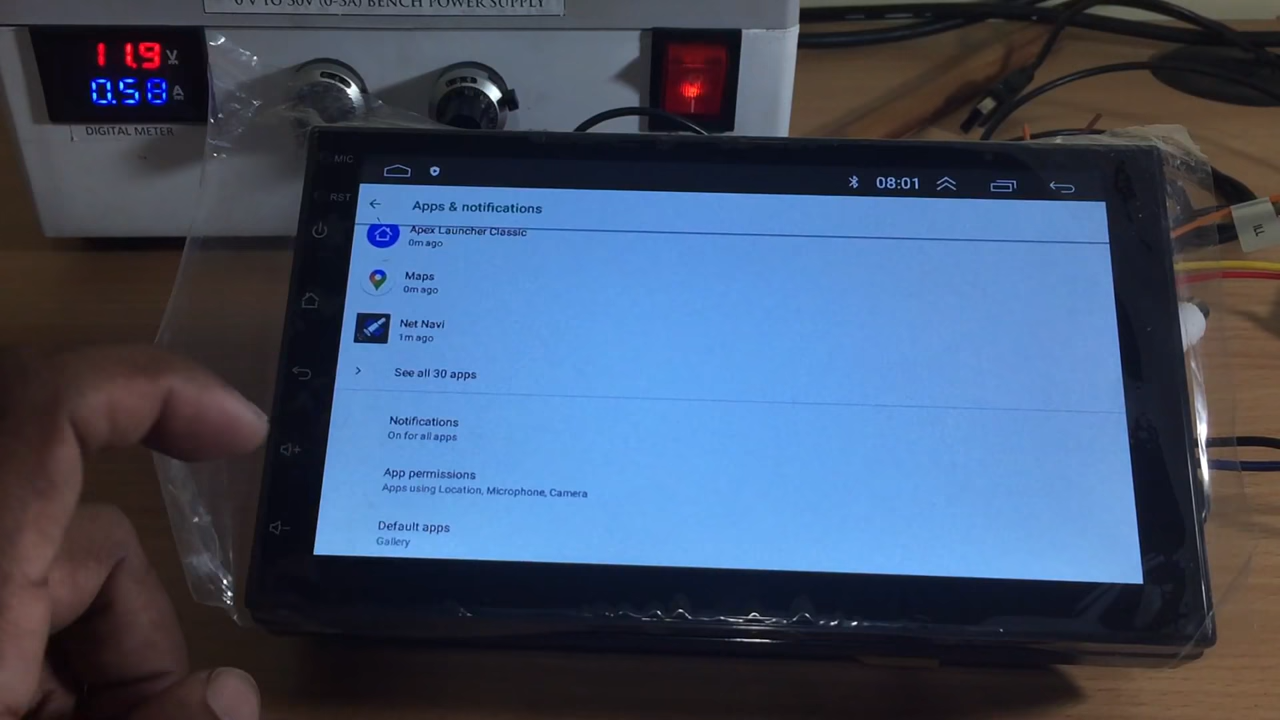 0 V TO 30V (0-3A) BENCH POWER SUPPLY
11.9 V
0.58 A
DIGITAL METER
MIC
RST
08:01
Apps & notifications
Apex Launcher Classic
0m ago
Maps
0m ago
Net Navi
1m ago
See all 30 apps
Notifications
On for all apps
App permissions
Apps using Location, Microphone, Camera
Default apps
Gallery
ILL